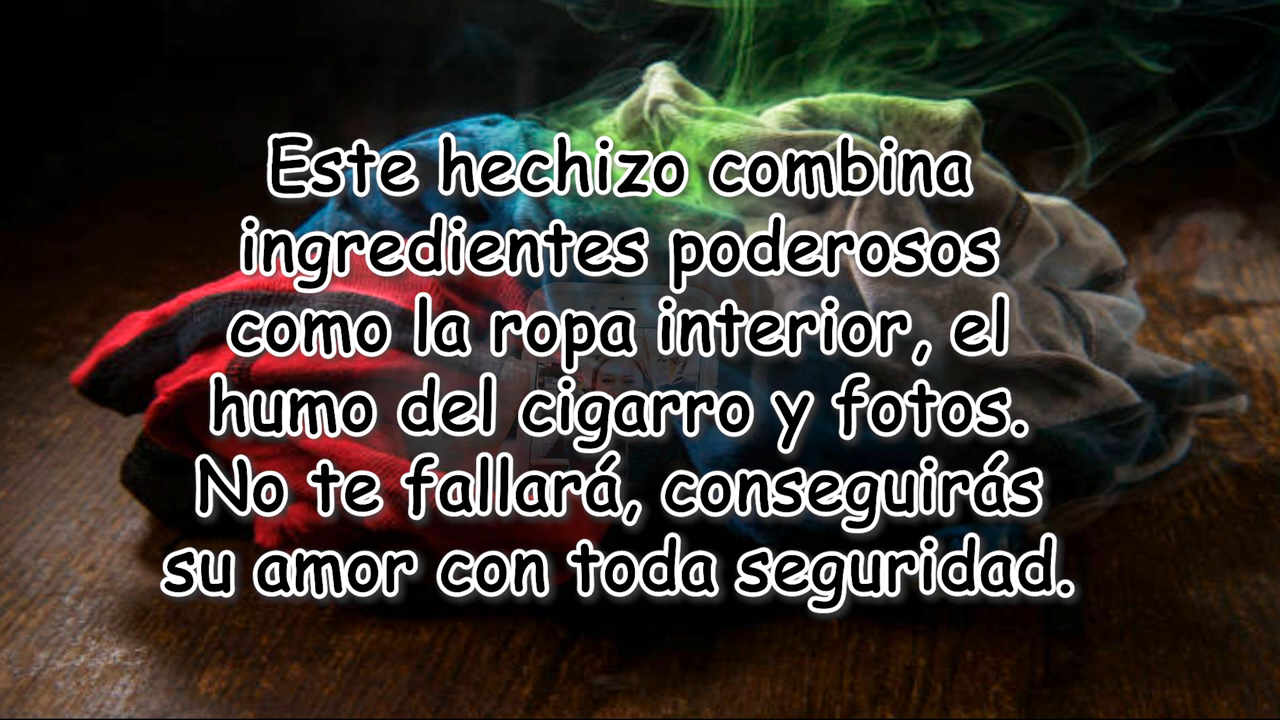 Este hechizo combina
ingredientes poderosos
como la ropa interior, el
humo del cigarro y fotos.
No te fallará, conseguirás
su amor con toda seguridad.